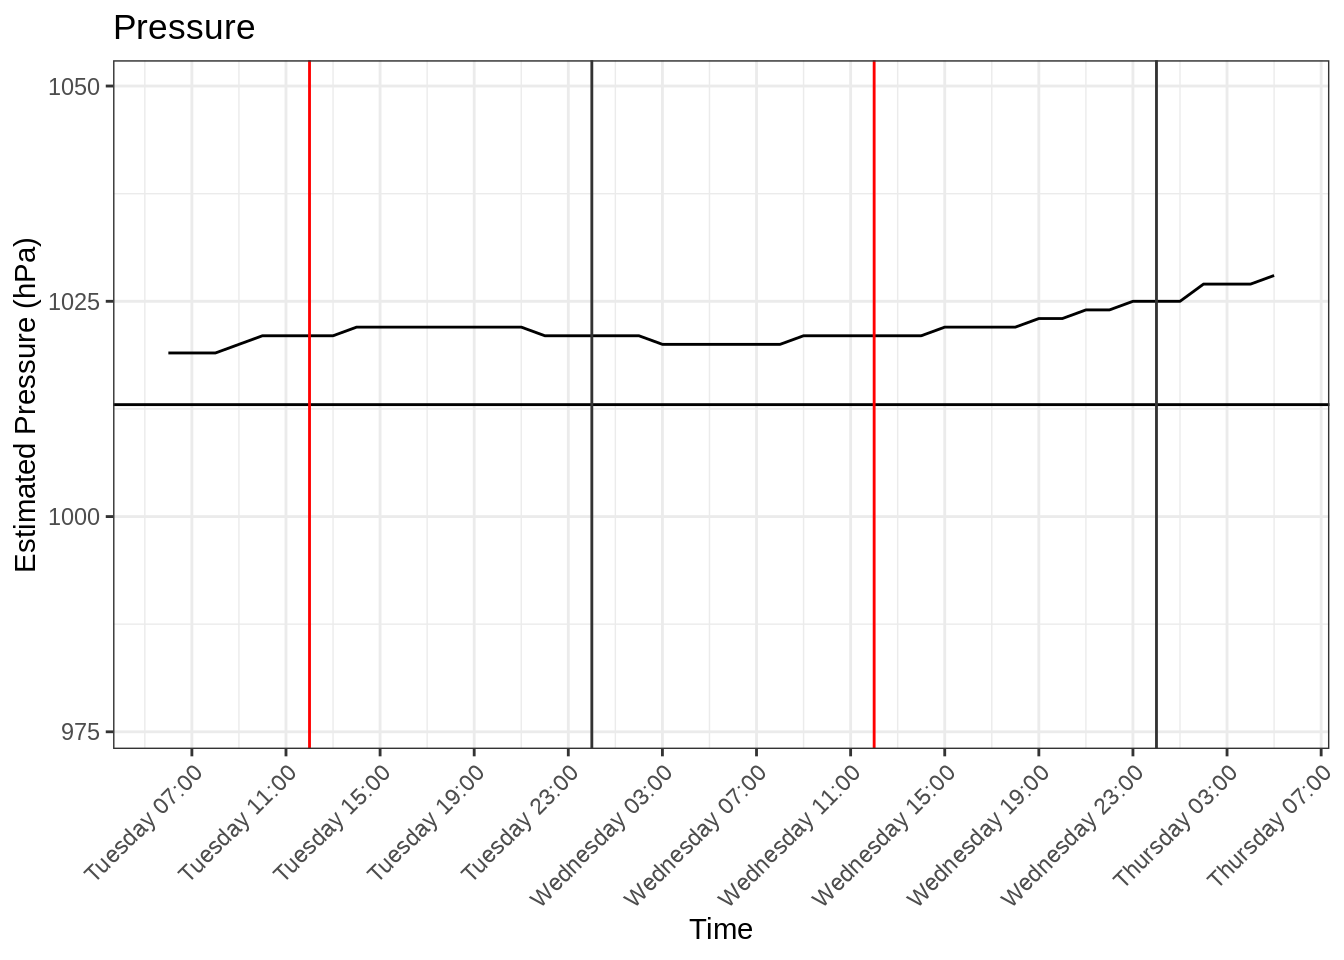 Pressure
Estimated Pressure (hPa)
1050
1025
1000
975
Tuesday 07:00
Tuesday 11:00
Tuesday 15:00
Tuesday 19:00
Tuesday 23:00
Wednesday 03:00
Wednesday 07:00
Wednesday 11:00
Wednesday 15:00
Wednesday 19:00
Wednesday 23:00
Thursday 03:00
Thursday 07:00
Time